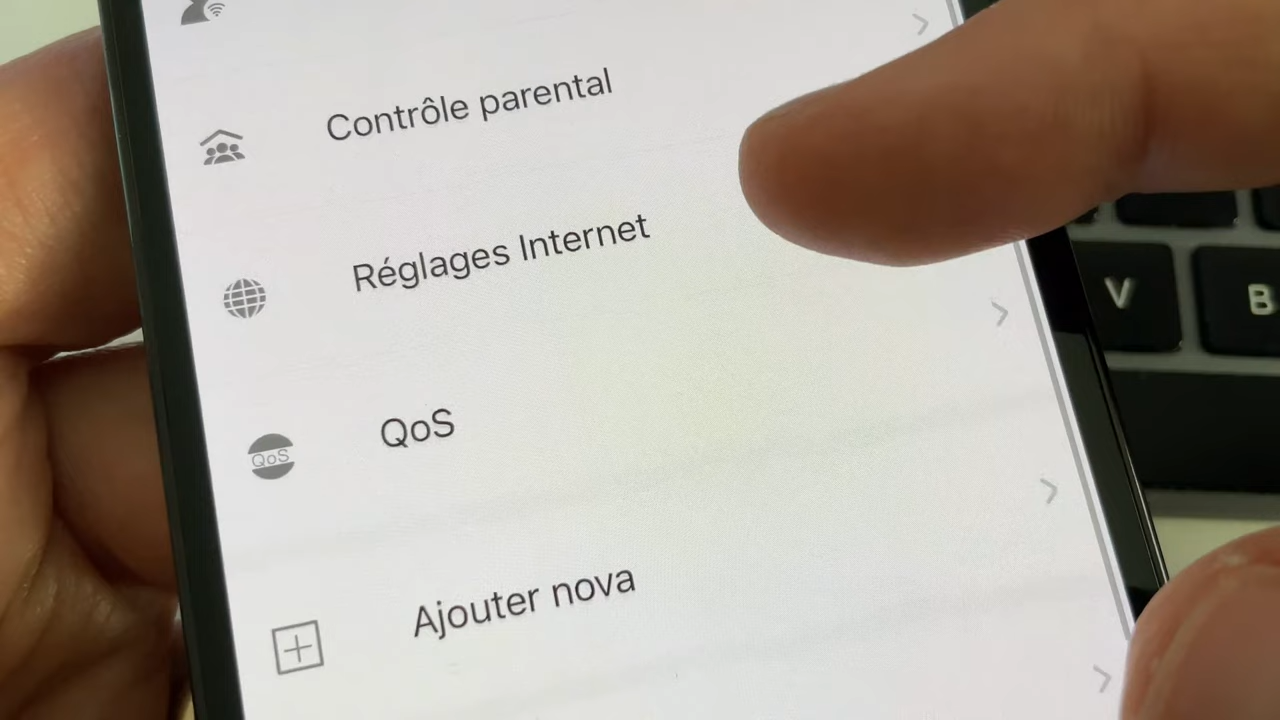 Contrôle parental
Réglages Internet
QoS
QoS
Ajouter nova
V
B